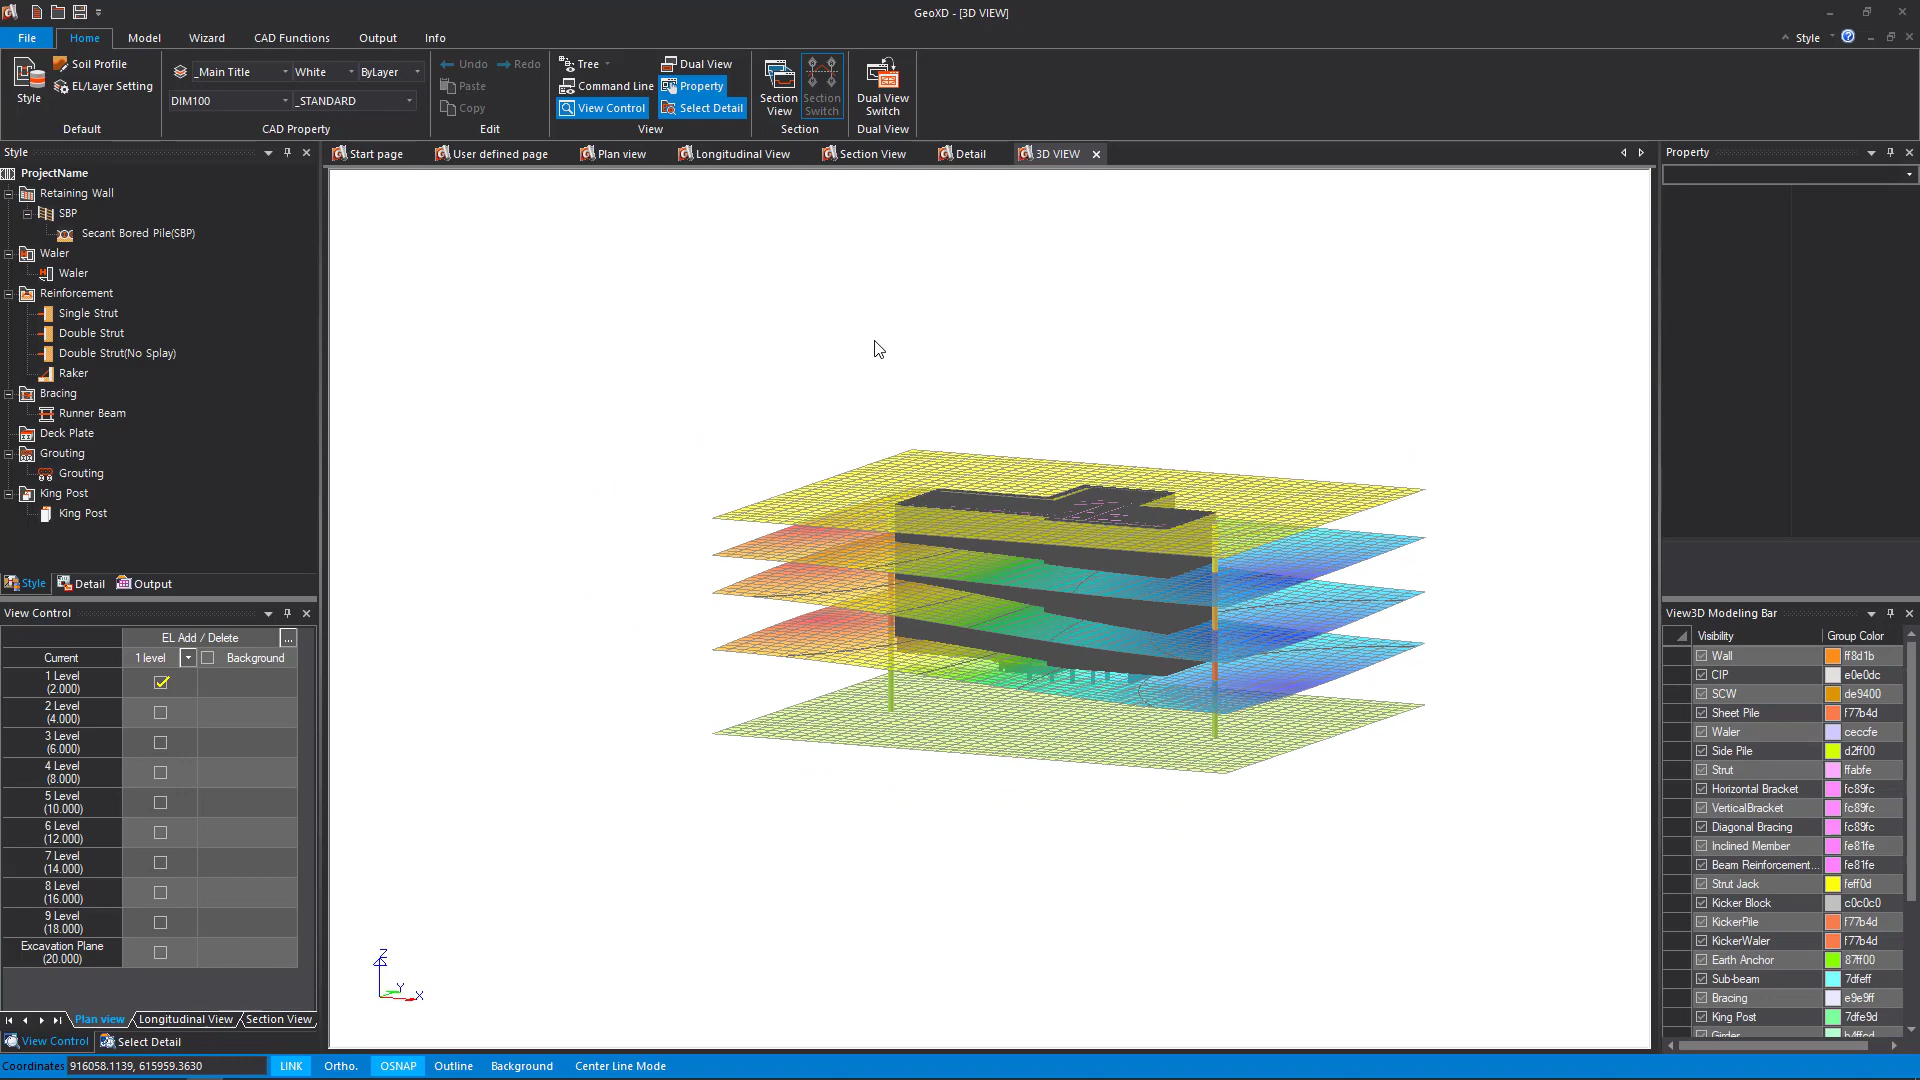 GeoXD - [3D VIEW]
File Home Model Wizard CAD Functions Output Info Style
Style
Soil Profile
EL/Layer Setting
Default
_Main Title White ByLayer
DIM100 _STANDARD
CAD Property
Undo Redo
Paste
Copy
Edit
Tree Dual View
Command Line Property
View Control Select Detail
View
Section View
Section Switch
Section
Dual View Switch
Dual View
Style
Start page User defined page Plan view Longitudinal View Section View Detail 3D VIEW
Property
ProjectName
Retaining Wall
SBP
Secant Bored Pile(SBP)
Waler
Waler
Reinforcement
Single Strut
Double Strut
Double Strut(No Splay)
Raker
Bracing
Runner Beam
Deck Plate
Grouting
Grouting
King Post
King Post
Style Detail Output
View Control
EL Add / Delete ...
Current 1 level Background
1 Level
(2.000)
2 Level
(4.000)
3 Level
(6.000)
4 Level
(8.000)
5 Level
(10.000)
6 Level
(12.000)
7 Level
(14.000)
8 Level
(16.000)
9 Level
(18.000)
Excavation Plane
(20.000)
Plan view Longitudinal View Section View
View Control Select Detail
Z
Y
X
View3D Modeling Bar
Visibility Group Color
Wall ff8d1b
CIP e0e0dc
SCW de9400
Sheet Pile f77b4d
Waler ceccfe
Side Pile d2ff00
Strut ffabfe
Horizontal Bracket fc89fc
VerticalBracket fc89fc
Diagonal Bracing fc89fc
Inclined Member fe81fe
Beam Reinforcement... fe81fe
Strut Jack feff0d
Kicker Block c0c0c0
KickerPile f77b4d
KickerWaler f77b4d
Earth Anchor 87ff00
Sub-beam 7dfeff
Bracing e9e9ff
King Post 7dfe9d
Girder b4ffcd
Coordinates 916058.1139, 615959.3630 LINK Ortho. OSNAP Outline Background Center Line Mode